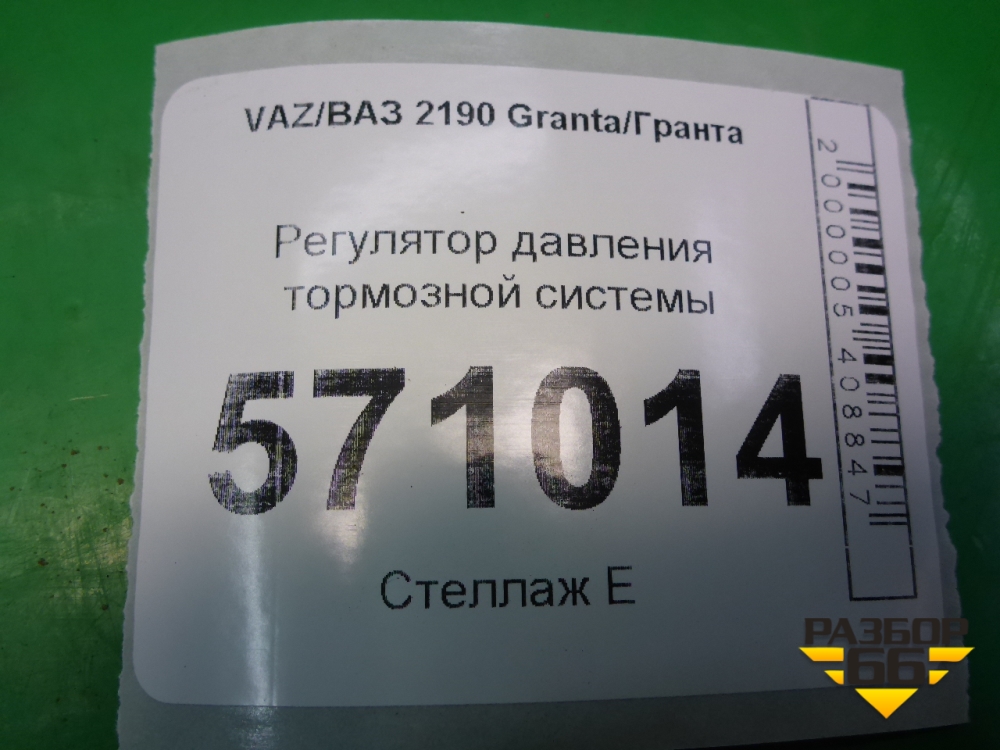 VAZ/ВАЗ 2190 Granta/Гранта
Регулятор давления
тормозной системы
571014
Стеллаж Е
2000005408847
РАЗБОР
66